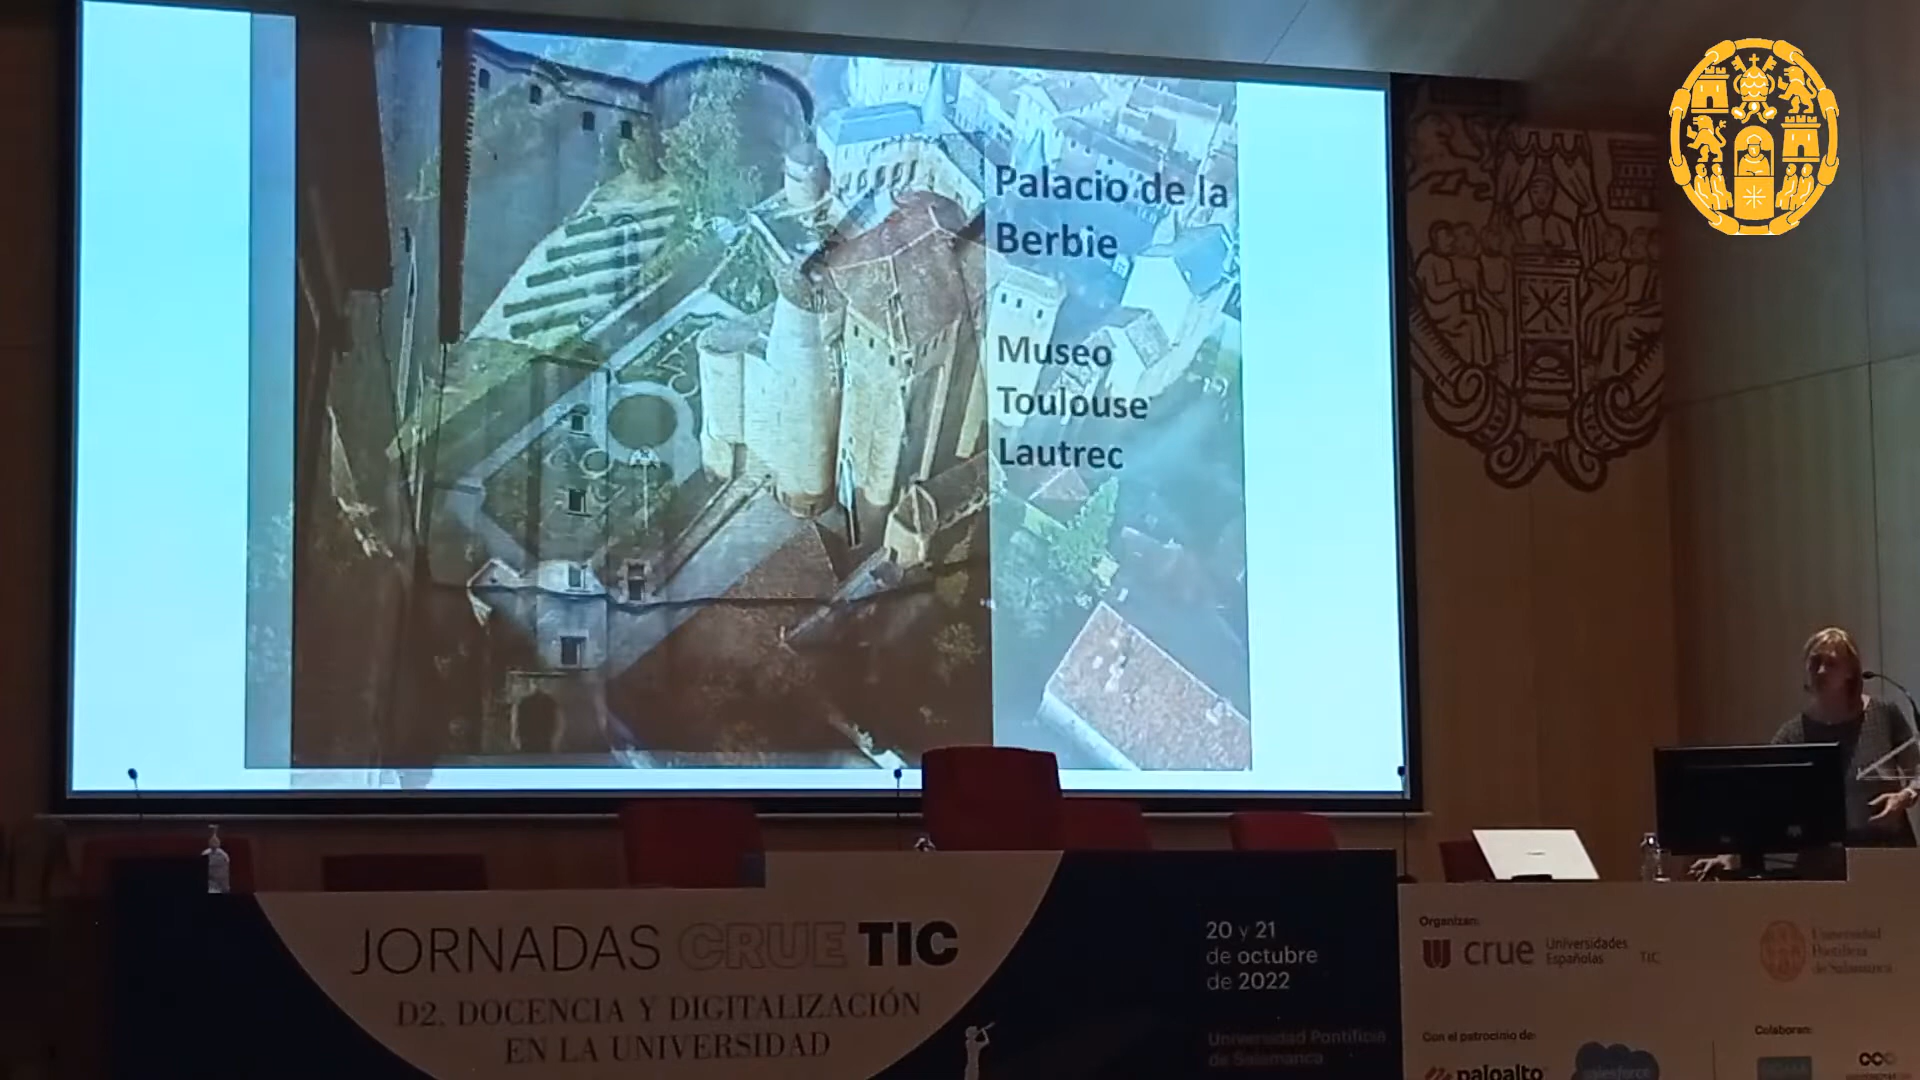 Palacio de la
Berbie
Museo
Toulouse
Lautrec
JORNADAS CRUE TIC
D2. DOCENCIA Y DIGITALIZACIÓN
EN LA UNIVERSIDAD
20 y 21
de octubre
de 2022
Universidad Pontificia
de Salamanca
Organizan:
crue
Universidades
Españolas
TIC
Universidad
Pontificia
de Salamanca
Con el patrocinio de:
paloalto
salesforce
Colaboran: